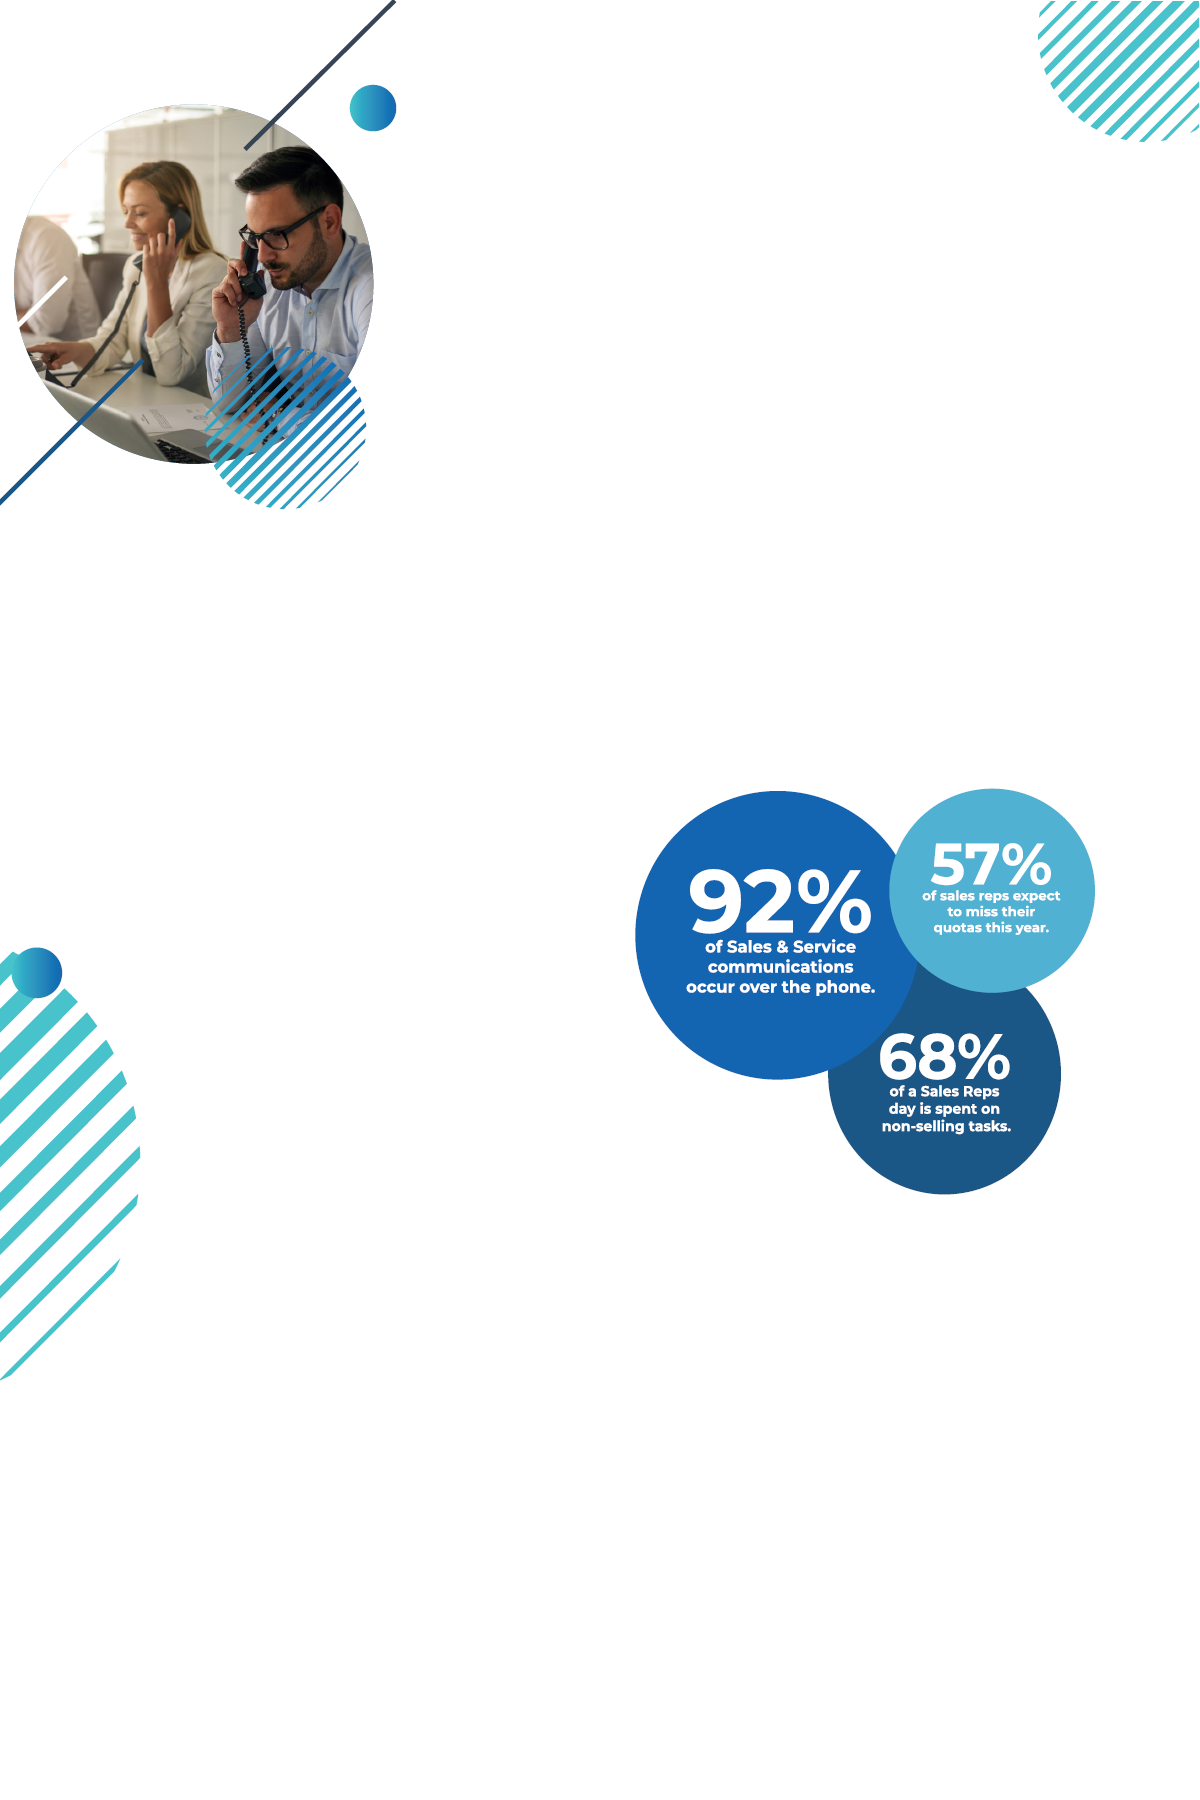 92%
of Sales & Service
communications
occur over the phone.
57%
of sales reps expect
to miss their
quotas this year.
68%
of a Sales Reps
day is spent on
non-selling tasks.